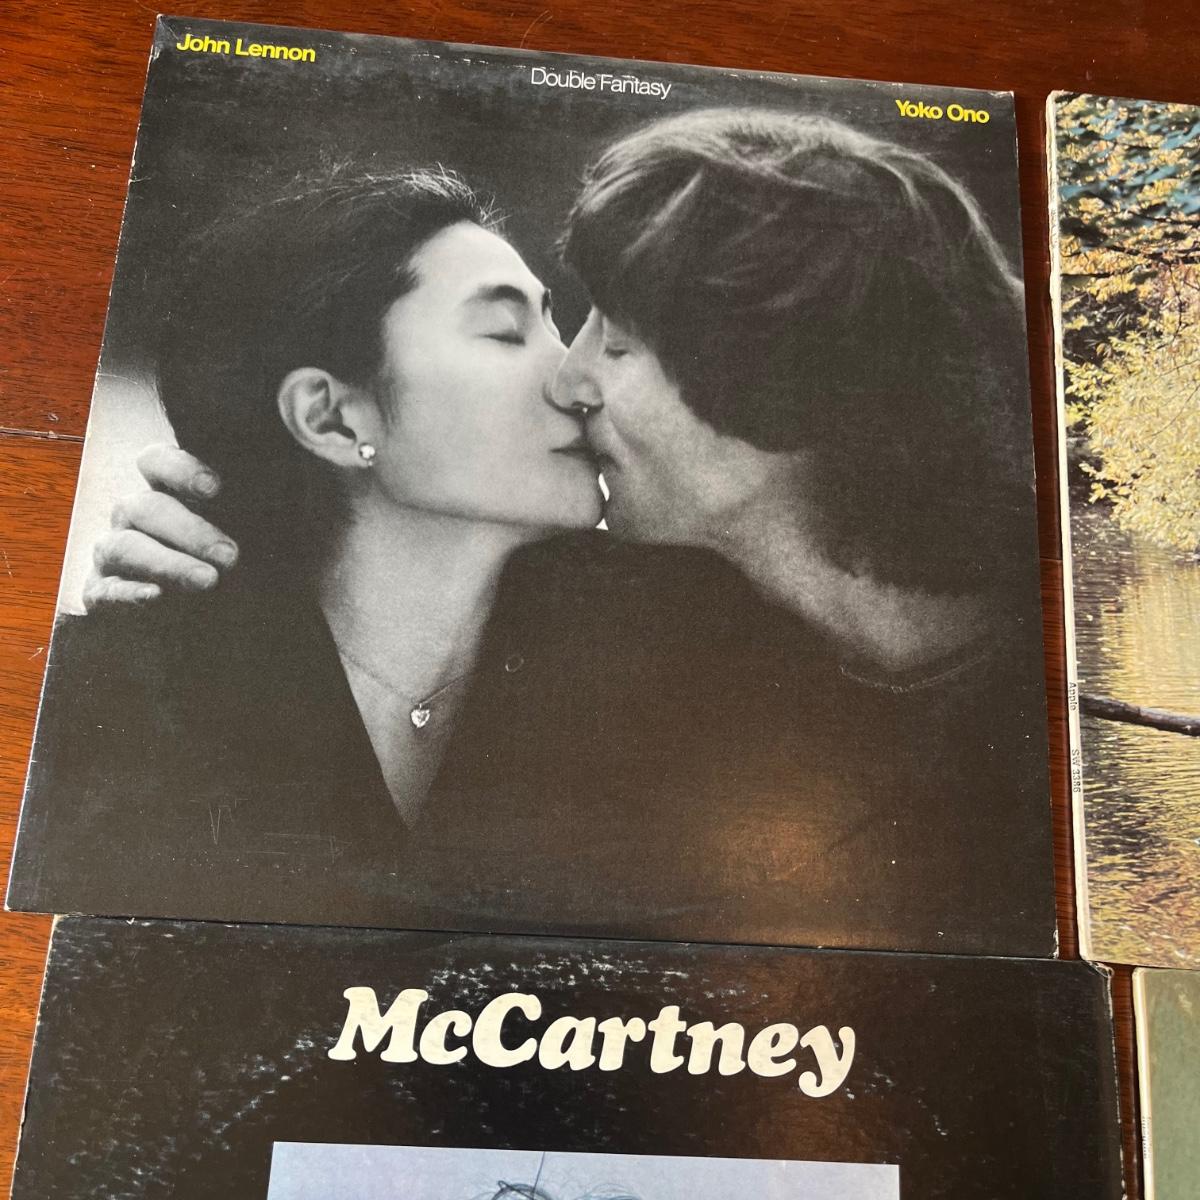 John Lennon
Double Fantasy
Yoko Ono
Apple
SW 3386
McCartney